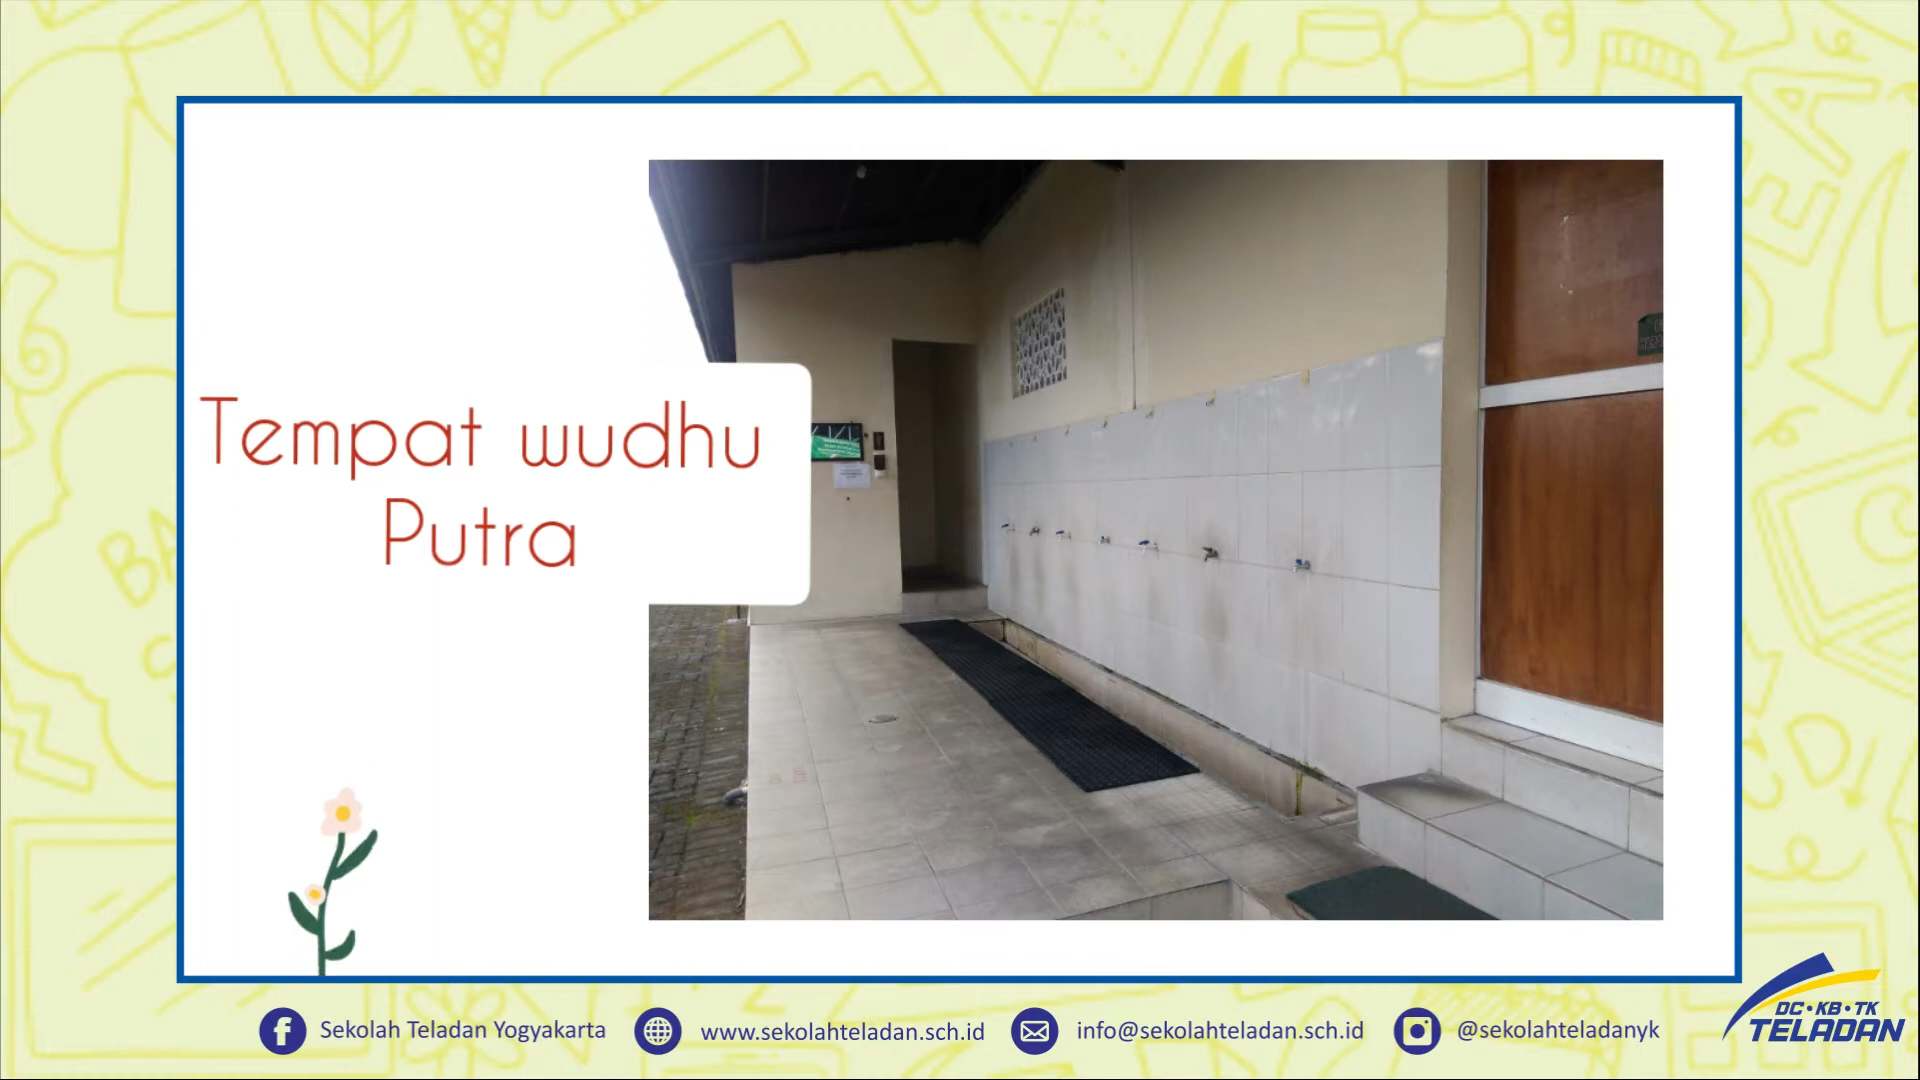 Tempat wudhu
Putra
Sekolah Teladan Yogyakarta
www.sekolahteladan.sch.id
info@sekolahteladan.sch.id
@sekolahteladanyk
DC•KB•TK
TELADAN